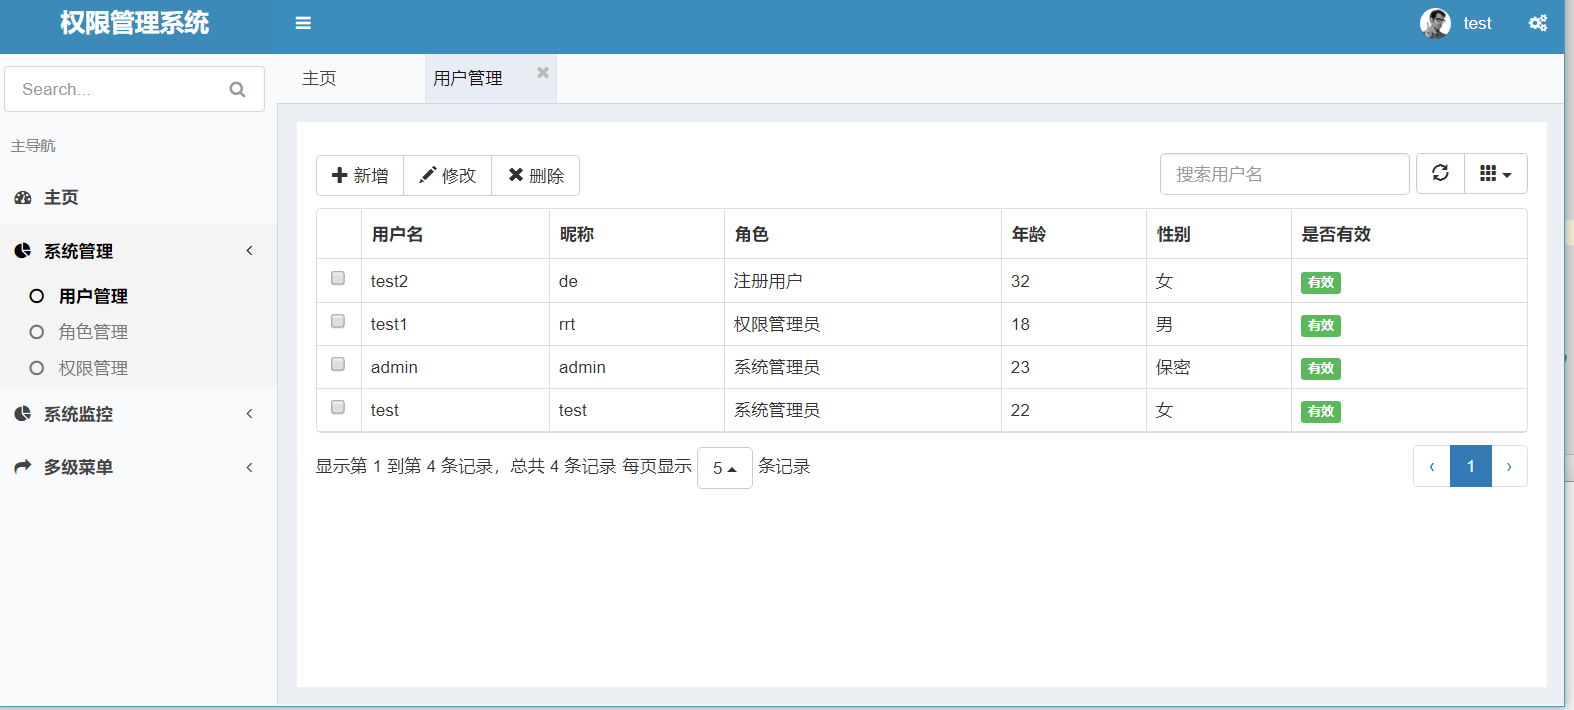 权限管理系统
test
Search...
主导航
主页
系统管理
用户管理
角色管理
权限管理
系统监控
多级菜单
主页
用户管理
新增
修改
删除
搜索用户名
用户名 昵称 角色 年龄 性别 是否有效
test2 de 注册用户 32 女 有效
test1 rrt 权限管理员 18 男 有效
admin admin 系统管理员 23 保密 有效
test test 系统管理员 22 女 有效
显示第 1 到第 4 条记录，总共 4 条记录 每页显示 5 条记录
‹ 1 ›